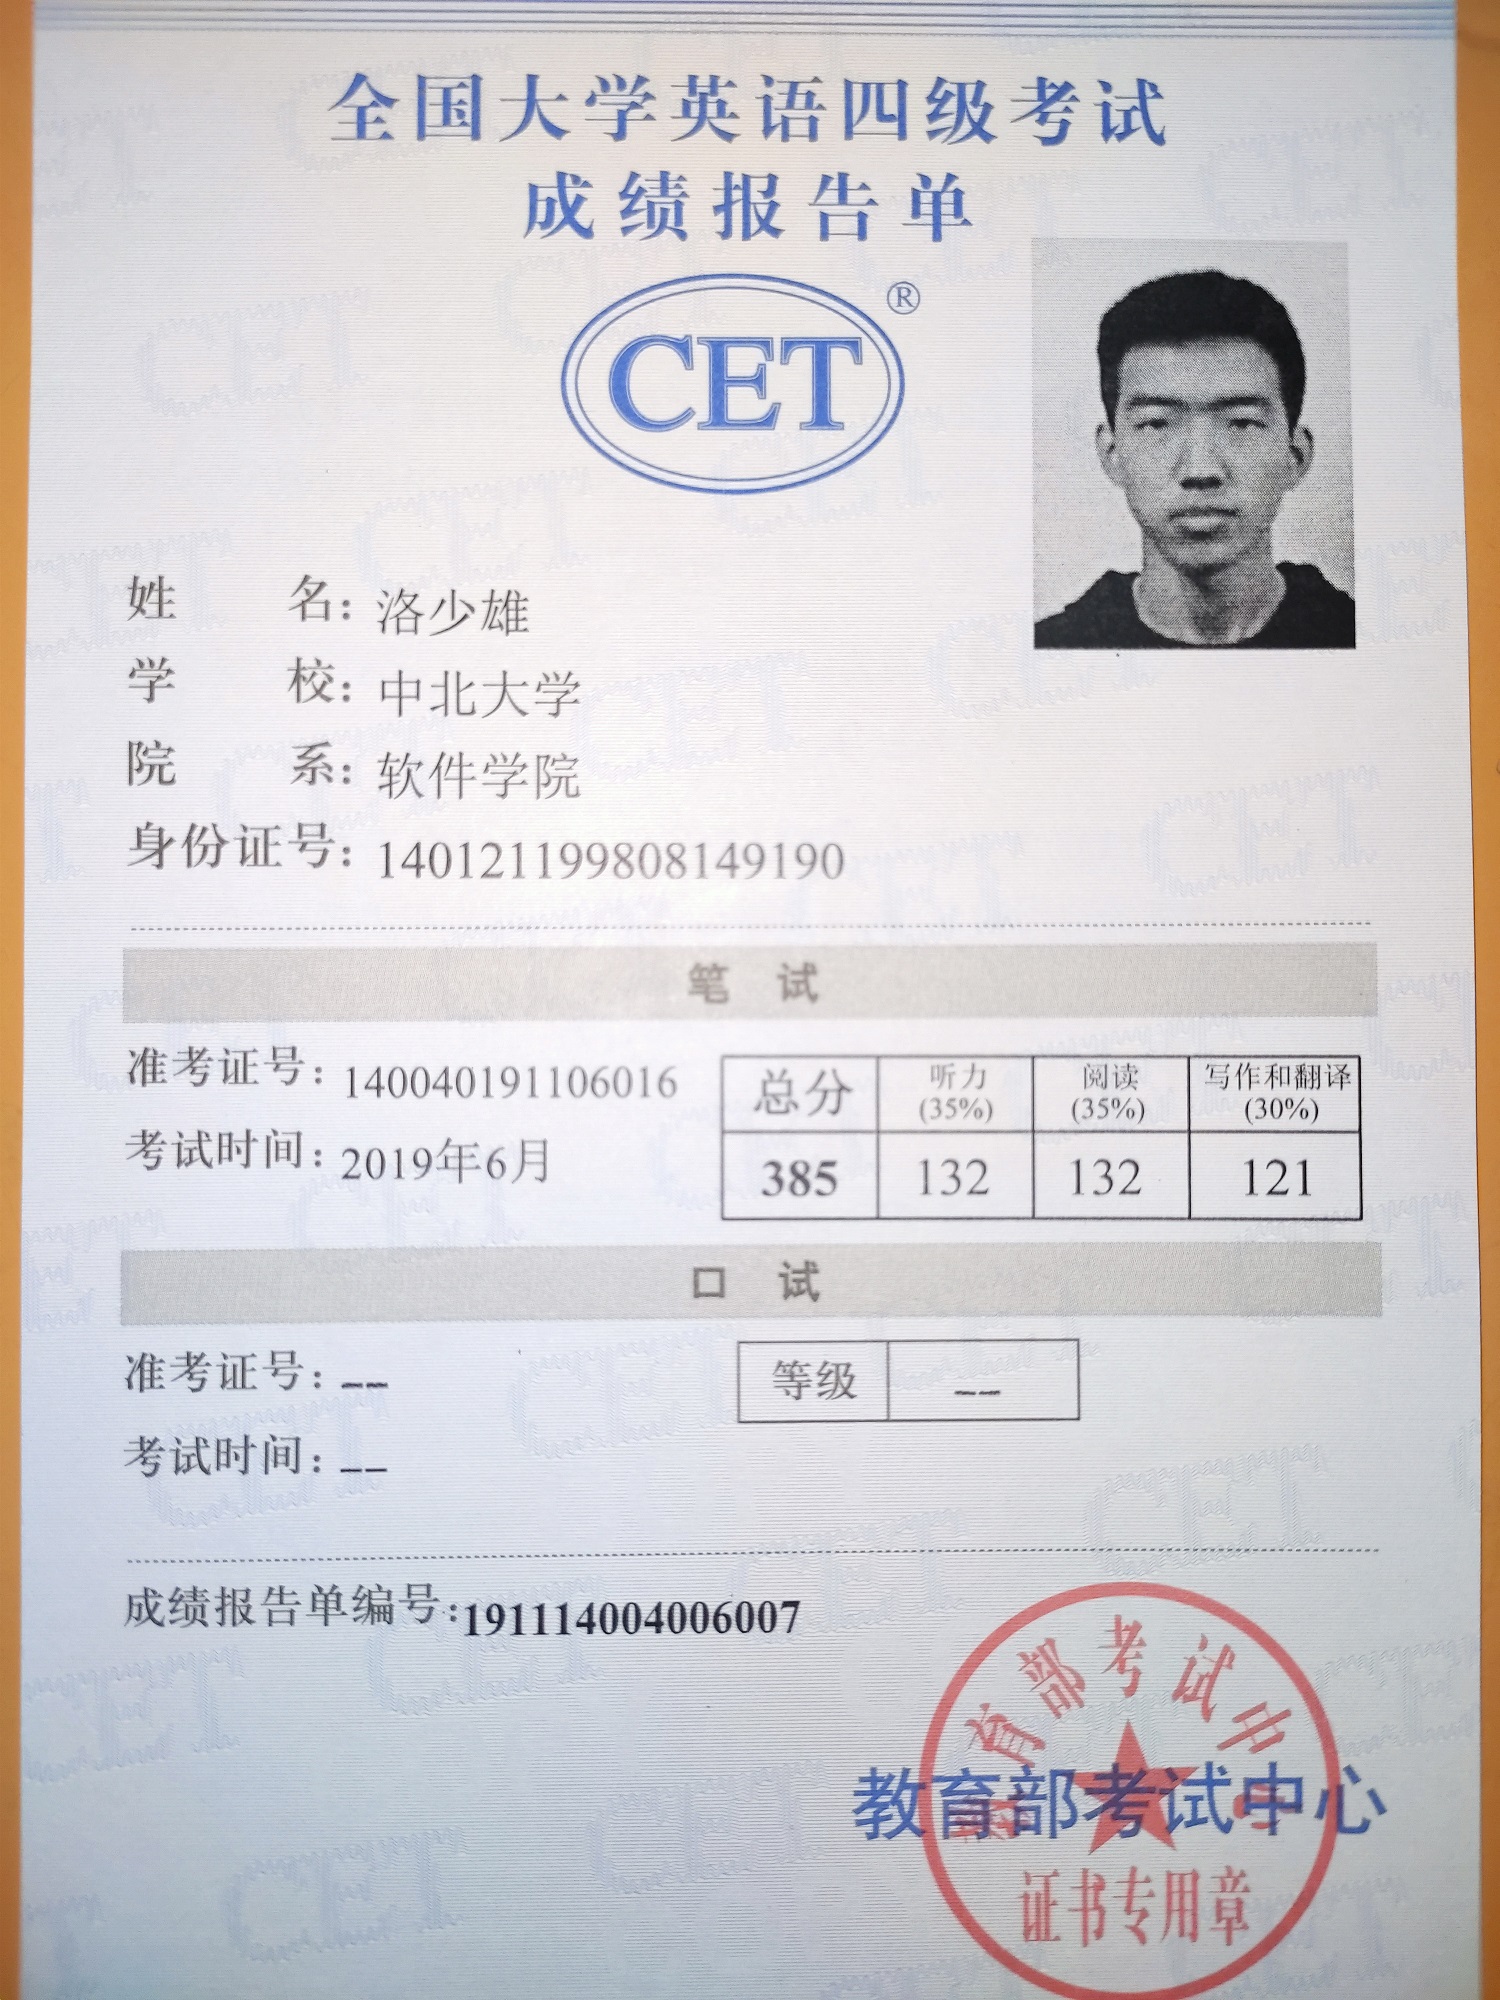 全国大学英语四级考试
成绩报告单
CET®
姓名：洛少雄
学校：中北大学
院系：软件学院
身份证号：140121199808149190
笔试
准考证号：140040191106016
考试时间：2019年6月
总分 听力(35%) 阅读(35%) 写作和翻译(30%)
385 132 132 121
口试
准考证号：--
考试时间：--
等级 --
成绩报告单编号：191114004006007
教育部考试中心
教育部考试中心
证书专用章